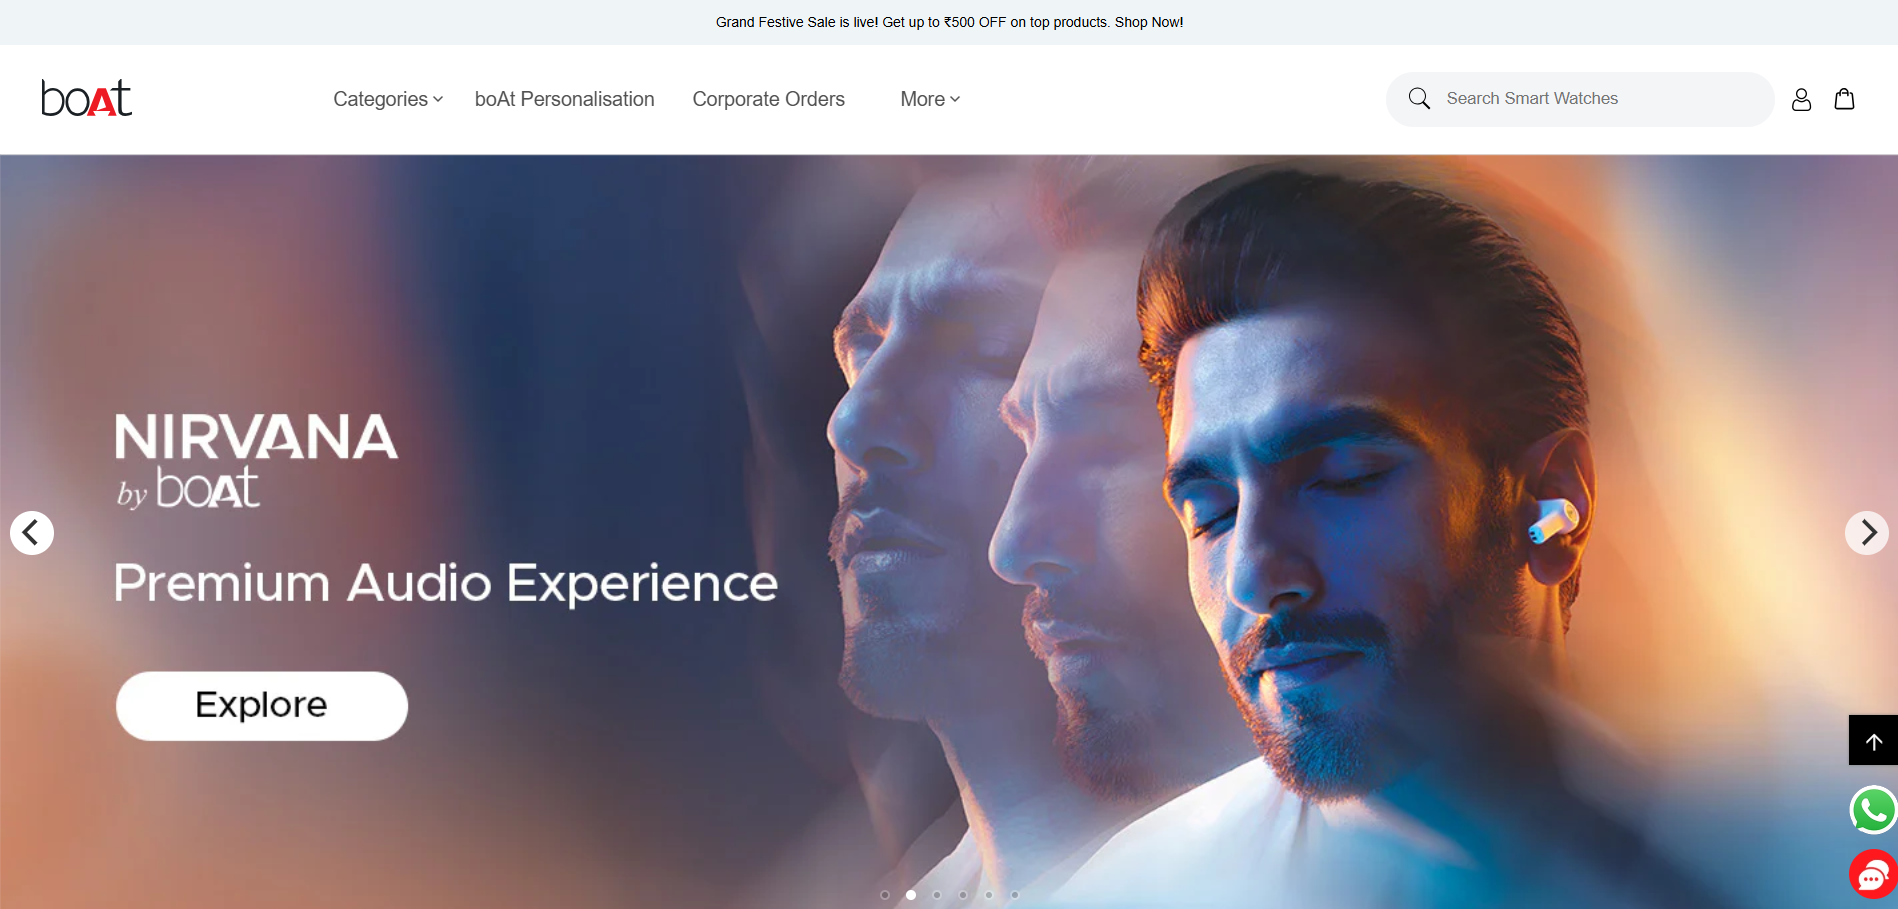 Grand Festive Sale is live! Get up to ₹500 OFF on top products. Shop Now!
boAt
Categories
boAt Personalisation
Corporate Orders
More
Search Smart Watches
NIRVANA
by boAt
Premium Audio Experience
Explore